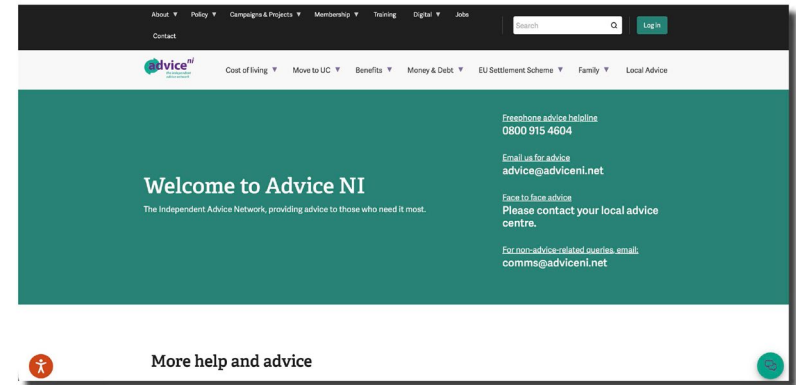 About ▼ Policy ▼ Campaigns & Projects ▼ Membership ▼ Training Digital ▼ Jobs
Contact
Search
Log in
advice ni
the independent advice network
Cost of living ▼ Move to UC ▼ Benefits ▼ Money & Debt ▼ EU Settlement Scheme ▼ Family ▼ Local Advice
Welcome to Advice NI
The Independent Advice Network, providing advice to those who need it most.
Freephone advice helpline
0800 915 4604
Email us for advice
advice@adviceni.net
Face to face advice
Please contact your local advice
centre.
For non-advice-related queries, email:
comms@adviceni.net
More help and advice